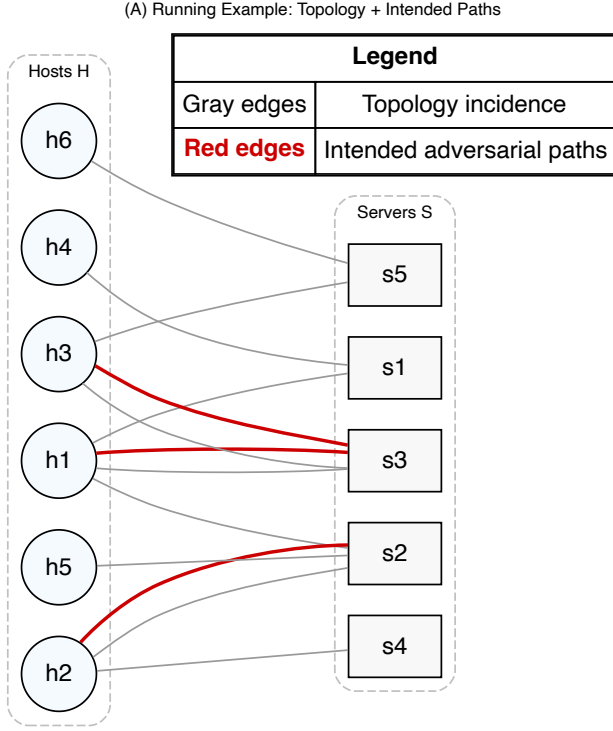 (A) Running Example: Topology + Intended Paths
Legend
Gray edges Topology incidence
Red edges Intended adversarial paths
Hosts H
h6
h4
h3
h1
h5
h2
Servers S
s5
s1
s3
s2
s4